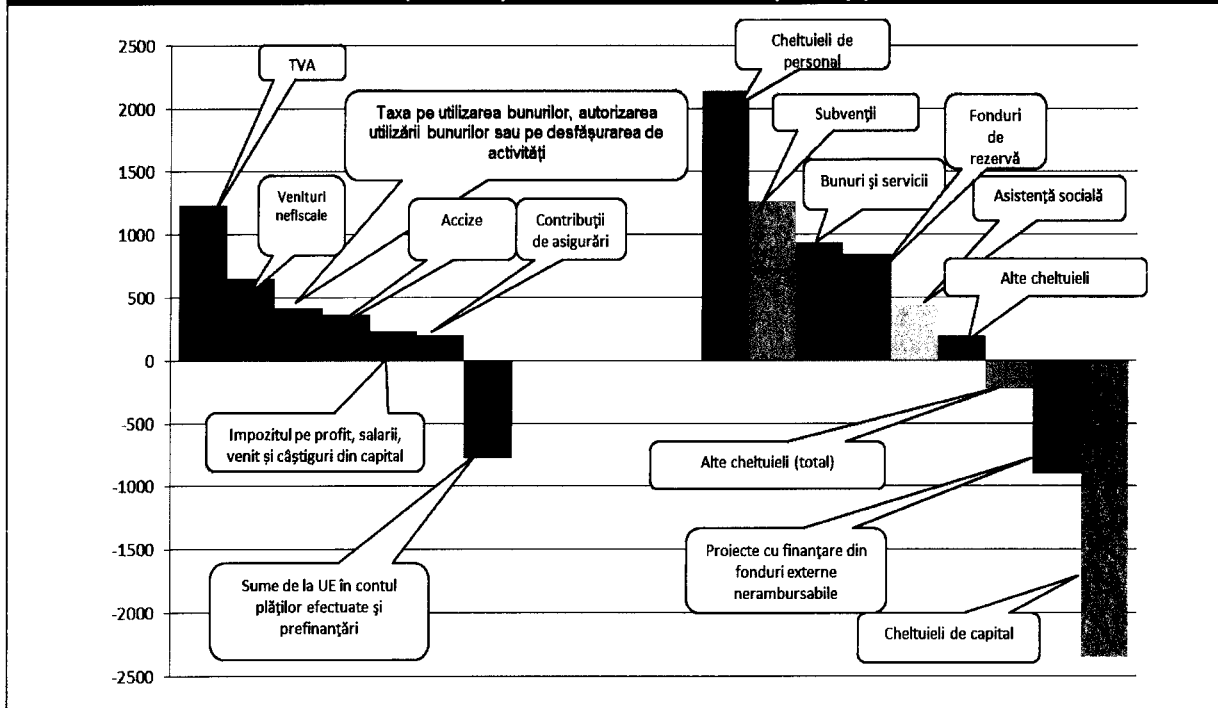 2500
2000
1500
1000
500
0
-500
-1000
-1500
-2000
-2500
TVA
Taxa pe utilizarea bunurilor, autorizarea
utilizării bunurilor sau pe desfășurarea de
activități
Venituri
nefiscale
Accize
Contribuții
de asigurări
Impozitul pe profit, salarii,
venit și câștiguri din capital
Sume de la UE în contul
plăților efectuate și
prefinanțări
Cheltuieli de
personal
Subvenții
Bunuri și servicii
Fonduri
de
rezervă
Asistență socială
Alte cheltuieli
Alte cheltuieli (total)
Proiecte cu finanțare din
fonduri externe
nerambursabile
Cheltuieli de capital